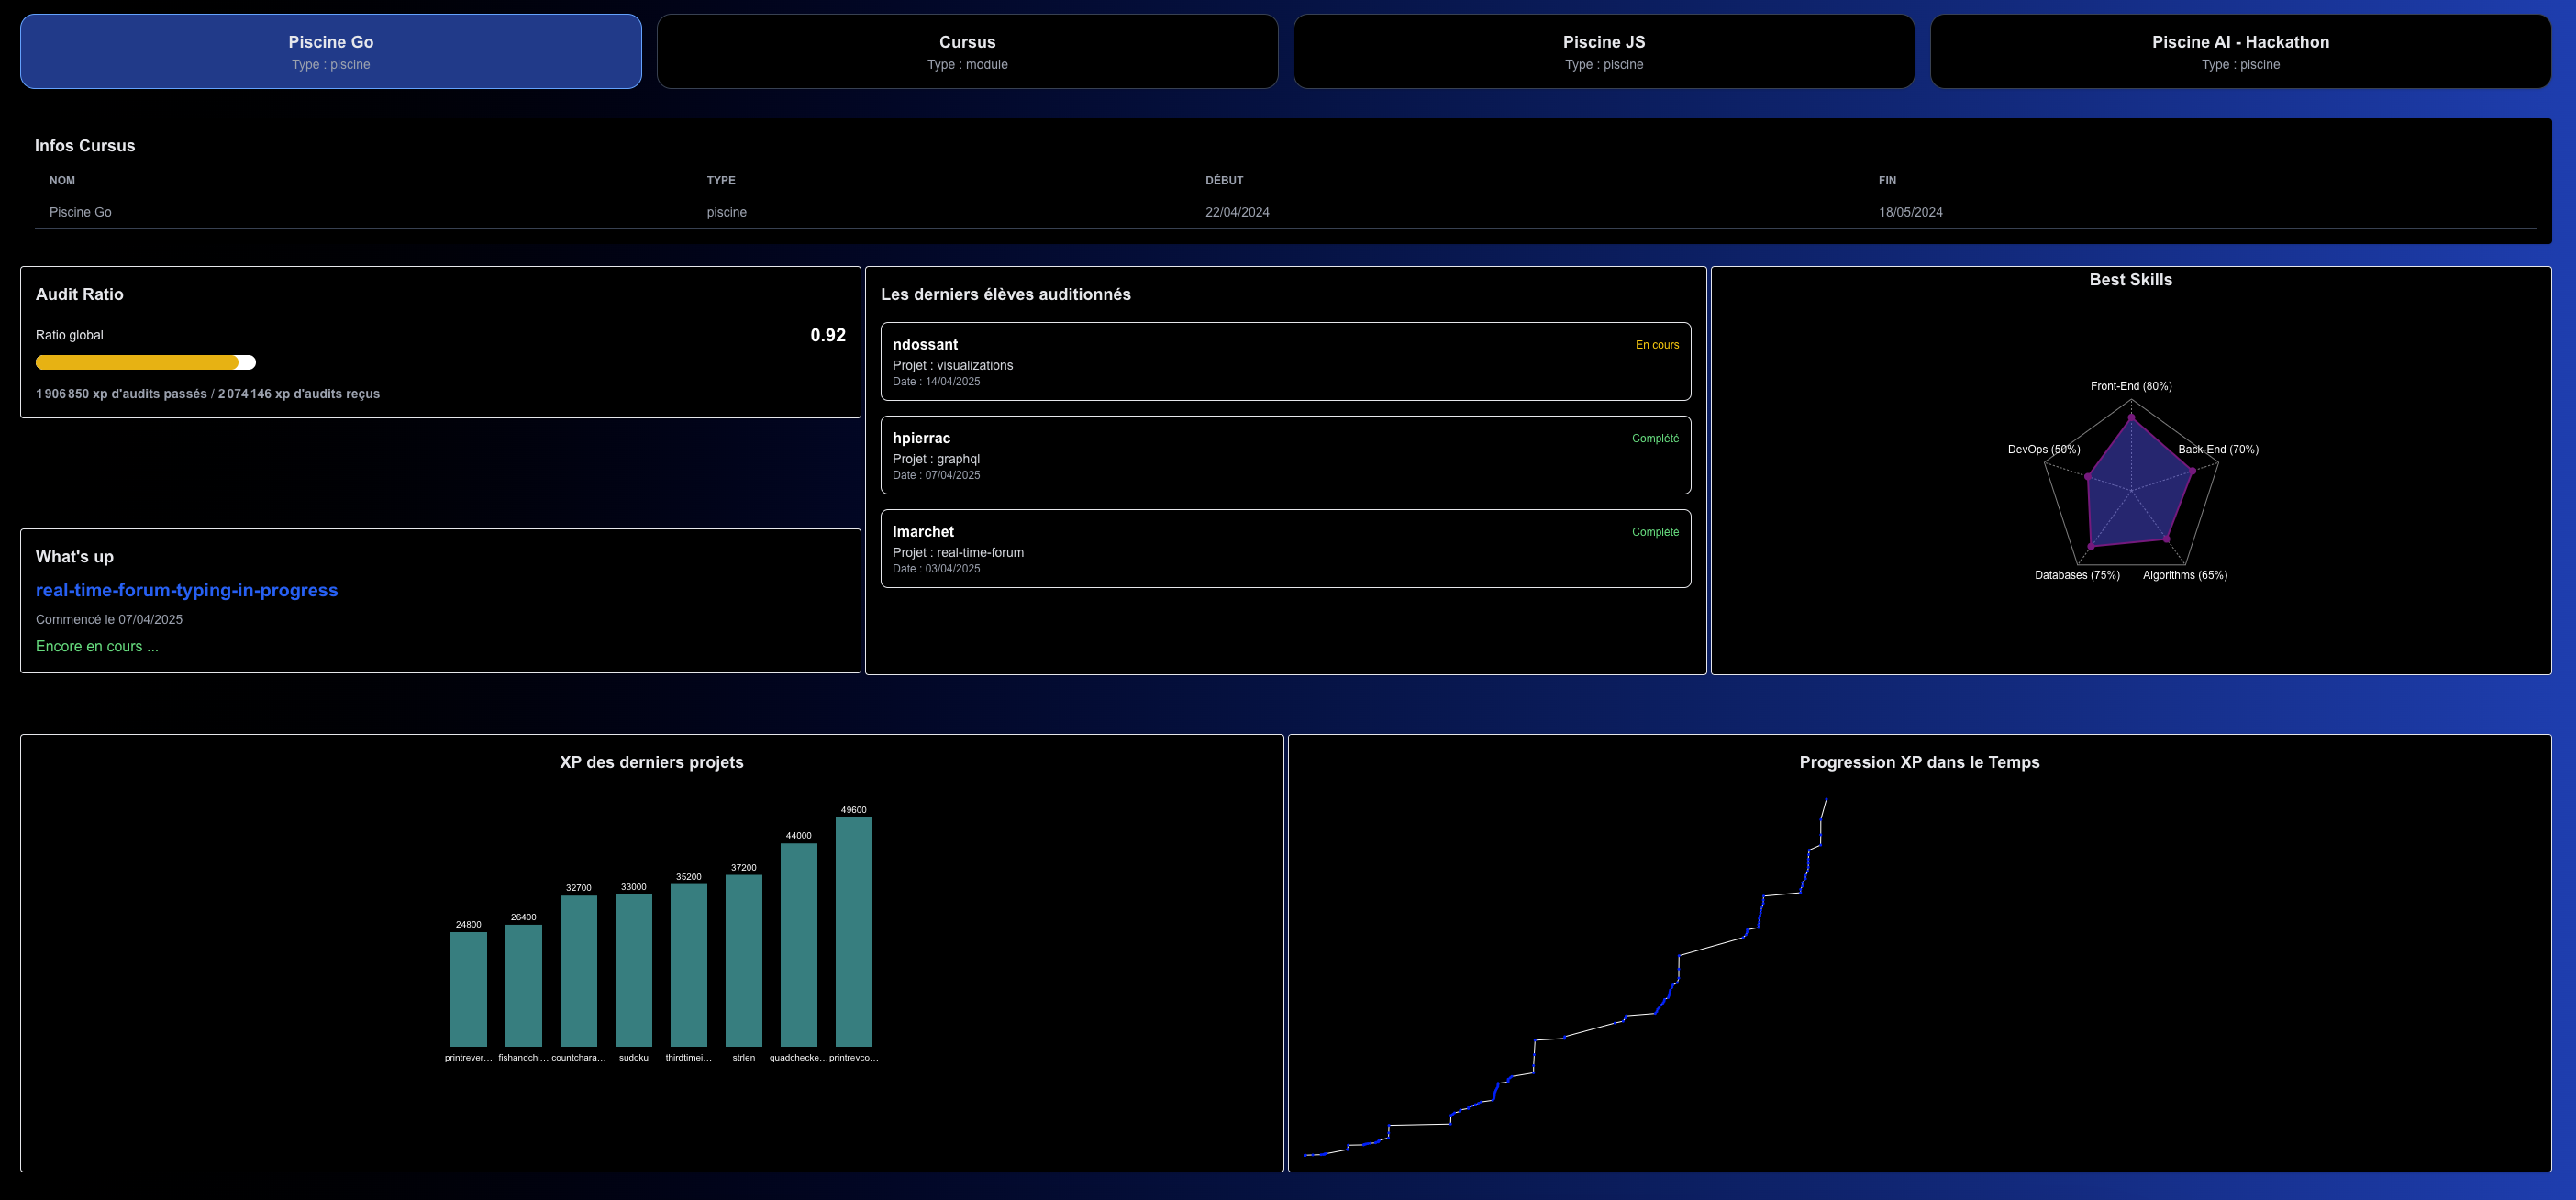 Piscine Go
Type : piscine
Cursus
Type : module
Piscine JS
Type : piscine
Piscine AI - Hackathon
Type : piscine
Infos Cursus
NOM TYPE DÉBUT FIN
Piscine Go piscine 22/04/2024 18/05/2024
Audit Ratio
Ratio global 0.92
1 906 850 xp d'audits passés / 2 074 146 xp d'audits reçus
What's up
real-time-forum-typing-in-progress
Commencé le 07/04/2025
Encore en cours ...
Les derniers élèves auditionnés
ndossant En cours
Projet : visualizations
Date : 14/04/2025
hpierrac Complété
Projet : graphql
Date : 07/04/2025
lmarchet Complété
Projet : real-time-forum
Date : 03/04/2025
Best Skills
Front-End (80%)
DevOps (50%) Back-End (70%)
Databases (75%) Algorithms (65%)
XP des derniers projets
24800 26400 32700 33000 35200 37200 44000 49600
printrever... fishandchi... countchara... sudoku thirdtimei... strlen quadchecke... printrevco...
Progression XP dans le Temps